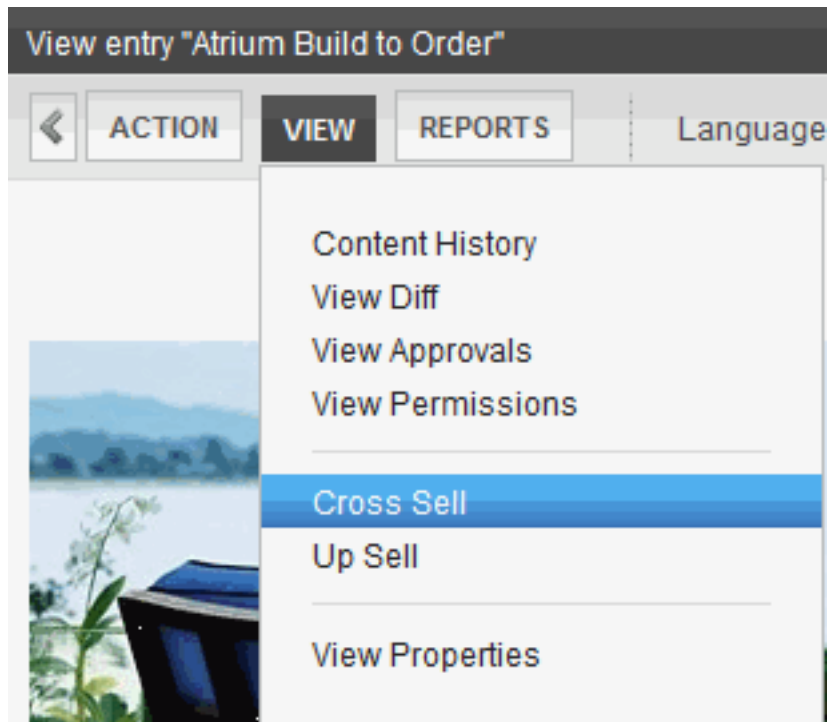 View entry "Atrium Build to Order"
ACTION VIEW REPORTS Language
Content History
View Diff
View Approvals
View Permissions
Cross Sell
Up Sell
View Properties